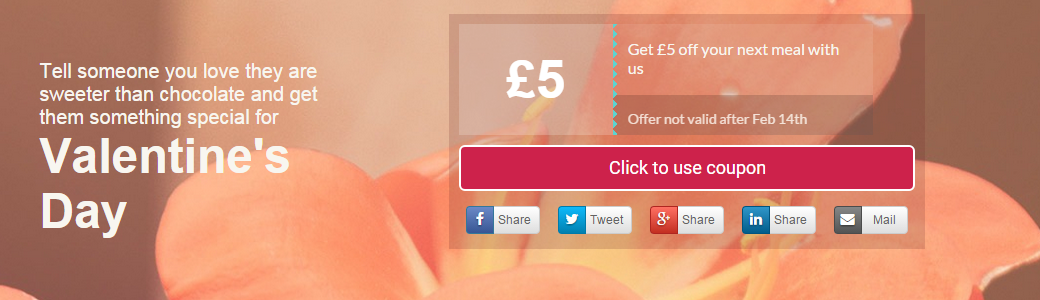 Tell someone you love they are
sweeter than chocolate and get
them something special for
Valentine's
Day
£5
Get £5 off your next meal with
us
Offer not valid after Feb 14th
Click to use coupon
f Share
Tweet
g+ Share
in Share
Mail